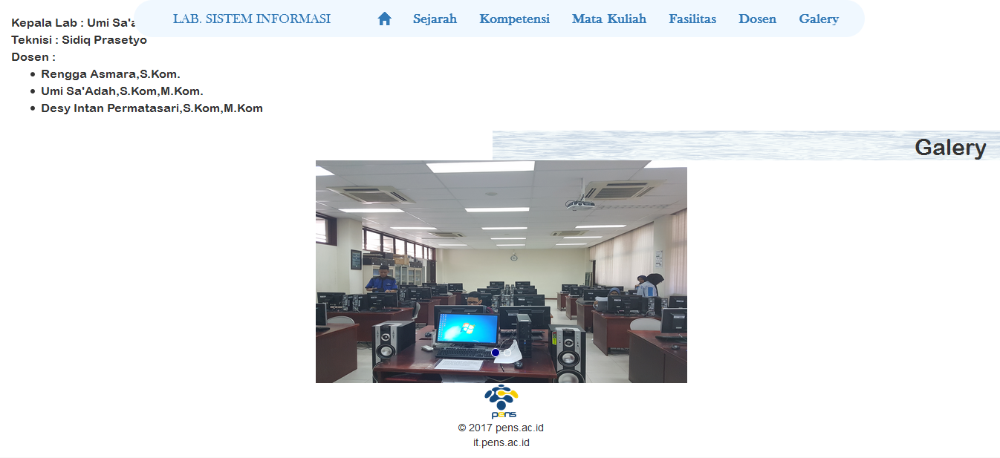 LAB. SISTEM INFORMASI
Sejarah
Kompetensi
Mata Kuliah
Fasilitas
Dosen
Galery
Kepala Lab : Umi Sa'a
Teknisi : Sidiq Prasetyo
Dosen :
Rengga Asmara,S.Kom.
Umi Sa'Adah,S.Kom,M.Kom.
Desy Intan Permatasari,S.Kom,M.Kom
Galery
pens
© 2017 pens.ac.id
it.pens.ac.id